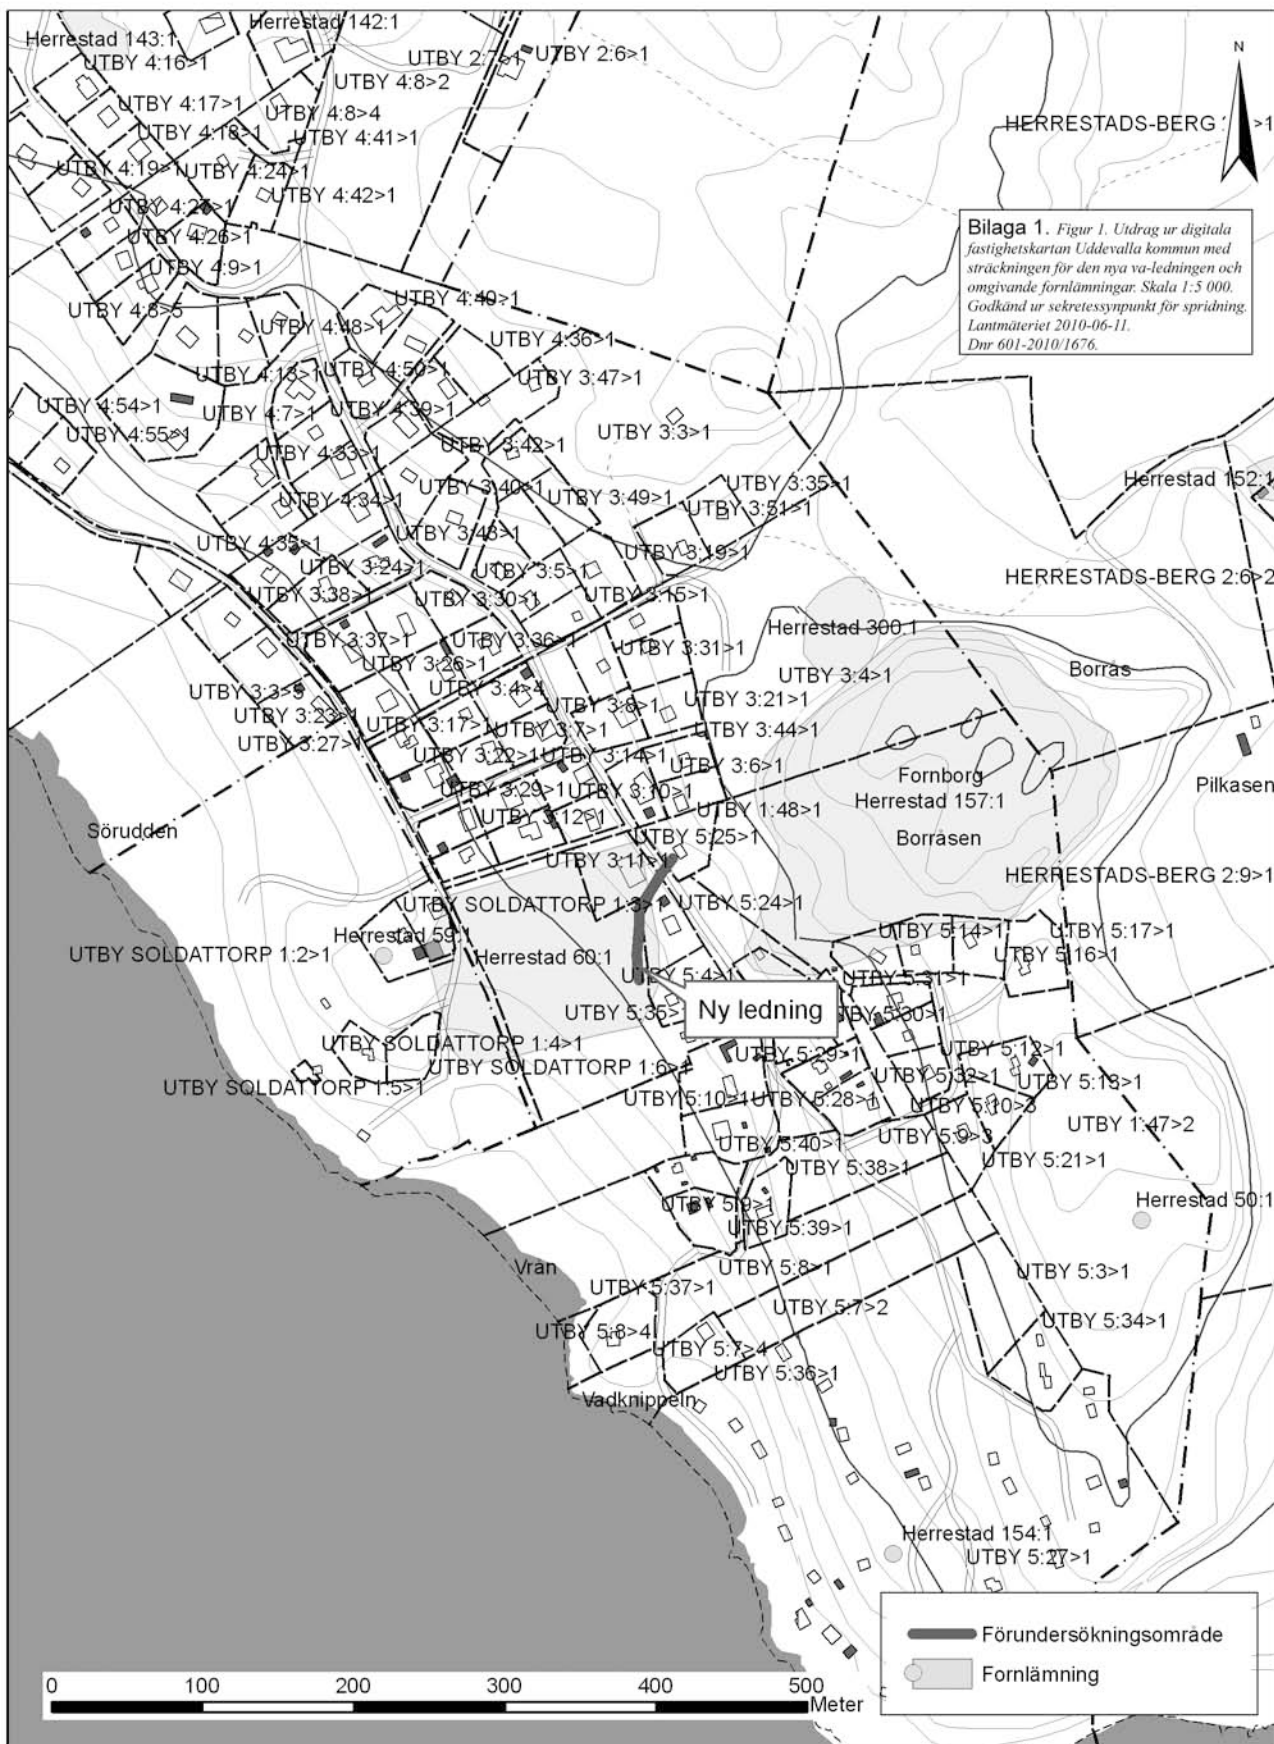 Herrestad 143:1
Herrestad 142:1
UTBY 4:16>1
UTBY 2:7>1
UTBY 2:6>1
UTBY 4:8>2
UTBY 4:17>1
UTBY 4:8>4
UTBY 4:18>1
UTBY 4:41>1
UTBY 4:19>1
UTBY 4:24>1
UTBY 4:42>1
UTBY 4:27>1
UTBY 4:26>1
UTBY 4:9>1
UTBY 4:8>5
N
HERRESTADS-BERG >1
Bilaga 1. Figur 1. Utdrag ur digitala
fastighetskartan Uddevalla kommun med
sträckningen för den nya va-ledningen och
omgivande fornlämningar. Skala 1:5 000.
Godkänd ur sekretessynpunkt för spridning.
Lantmäteriet 2010-06-11.
Dnr 601-2010/1676.
UTBY 4:40>1
UTBY 4:48>1
UTBY 4:36>1
UTBY 4:13>1
UTBY 4:50>1
UTBY 3:47>1
UTBY 4:54>1
UTBY 4:7>1
UTBY 4:39>1
UTBY 4:55>1
UTBY 3:3>1
UTBY 3:42>1
UTBY 4:33>1
UTBY 3:40>1
UTBY 3:49>1
UTBY 3:35>1
UTBY 3:51>1
Herrestad 152:1
UTBY 4:34>1
UTBY 3:43>1
UTBY 4:35>1
UTBY 3:19>1
UTBY 3:24>1
UTBY 3:5>1
HERRESTADS-BERG 2:6>2
UTBY 3:38>1
UTBY 3:30>1
UTBY 3:15>1
Herrestad 300:1
UTBY 3:37>1
UTBY 3:36>1
UTBY 3:31>1
UTBY 3:26>1
UTBY 3:4>1
Borrås
UTBY 3:3>5
UTBY 3:4>4
UTBY 3:8>1
UTBY 3:21>1
UTBY 3:23>1
UTBY 3:17>1
UTBY 3:7>1
UTBY 3:44>1
UTBY 3:27>1
UTBY 3:22>1
UTBY 3:14>1
UTBY 3:6>1
Fornborg
Herrestad 157:1
Pilkasen
UTBY 3:29>1
UTBY 3:10>1
UTBY 1:48>1
UTBY 3:12>1
UTBY 5:25>1
Borråsen
Sörudden
UTBY 3:11>1
HERRESTADS-BERG 2:9>1
UTBY SOLDATTORP 1:3>1
UTBY 5:24>1
Herrestad 59:1
UTBY 5:14>1
UTBY 5:17>1
UTBY SOLDATTORP 1:2>1
Herrestad 60:1
UTBY 5:16>1
UTBY 5:4>1
UTBY 5:31>1
Ny ledning
UTBY 5:35>
UTBY 5:30>1
UTBY SOLDATTORP 1:4>1
UTBY 5:29>1
UTBY 5:12>1
UTBY SOLDATTORP 1:6>1
UTBY 5:32>1
UTBY SOLDATTORP 1:5>1
UTBY 5:13>1
UTBY 5:10>1
UTBY 5:28>1
UTBY 5:10>3
UTBY 1:47>2
UTBY 5:40>1
UTBY 5:9>3
UTBY 5:38>1
UTBY 5:21>1
UTBY 5:9>1
Herrestad 50:1
UTBY 5:39>1
Vran
UTBY 5:8>1
UTBY 5:3>1
UTBY 5:37>1
UTBY 5:7>2
UTBY 5:34>1
UTBY 5:8>4
UTBY 5:7>4
UTBY 5:36>1
Vadknippeln
Herrestad 154:1
UTBY 5:27>1
Förundersökningsområde
Fornlämning
0 100 200 300 400 500
Meter